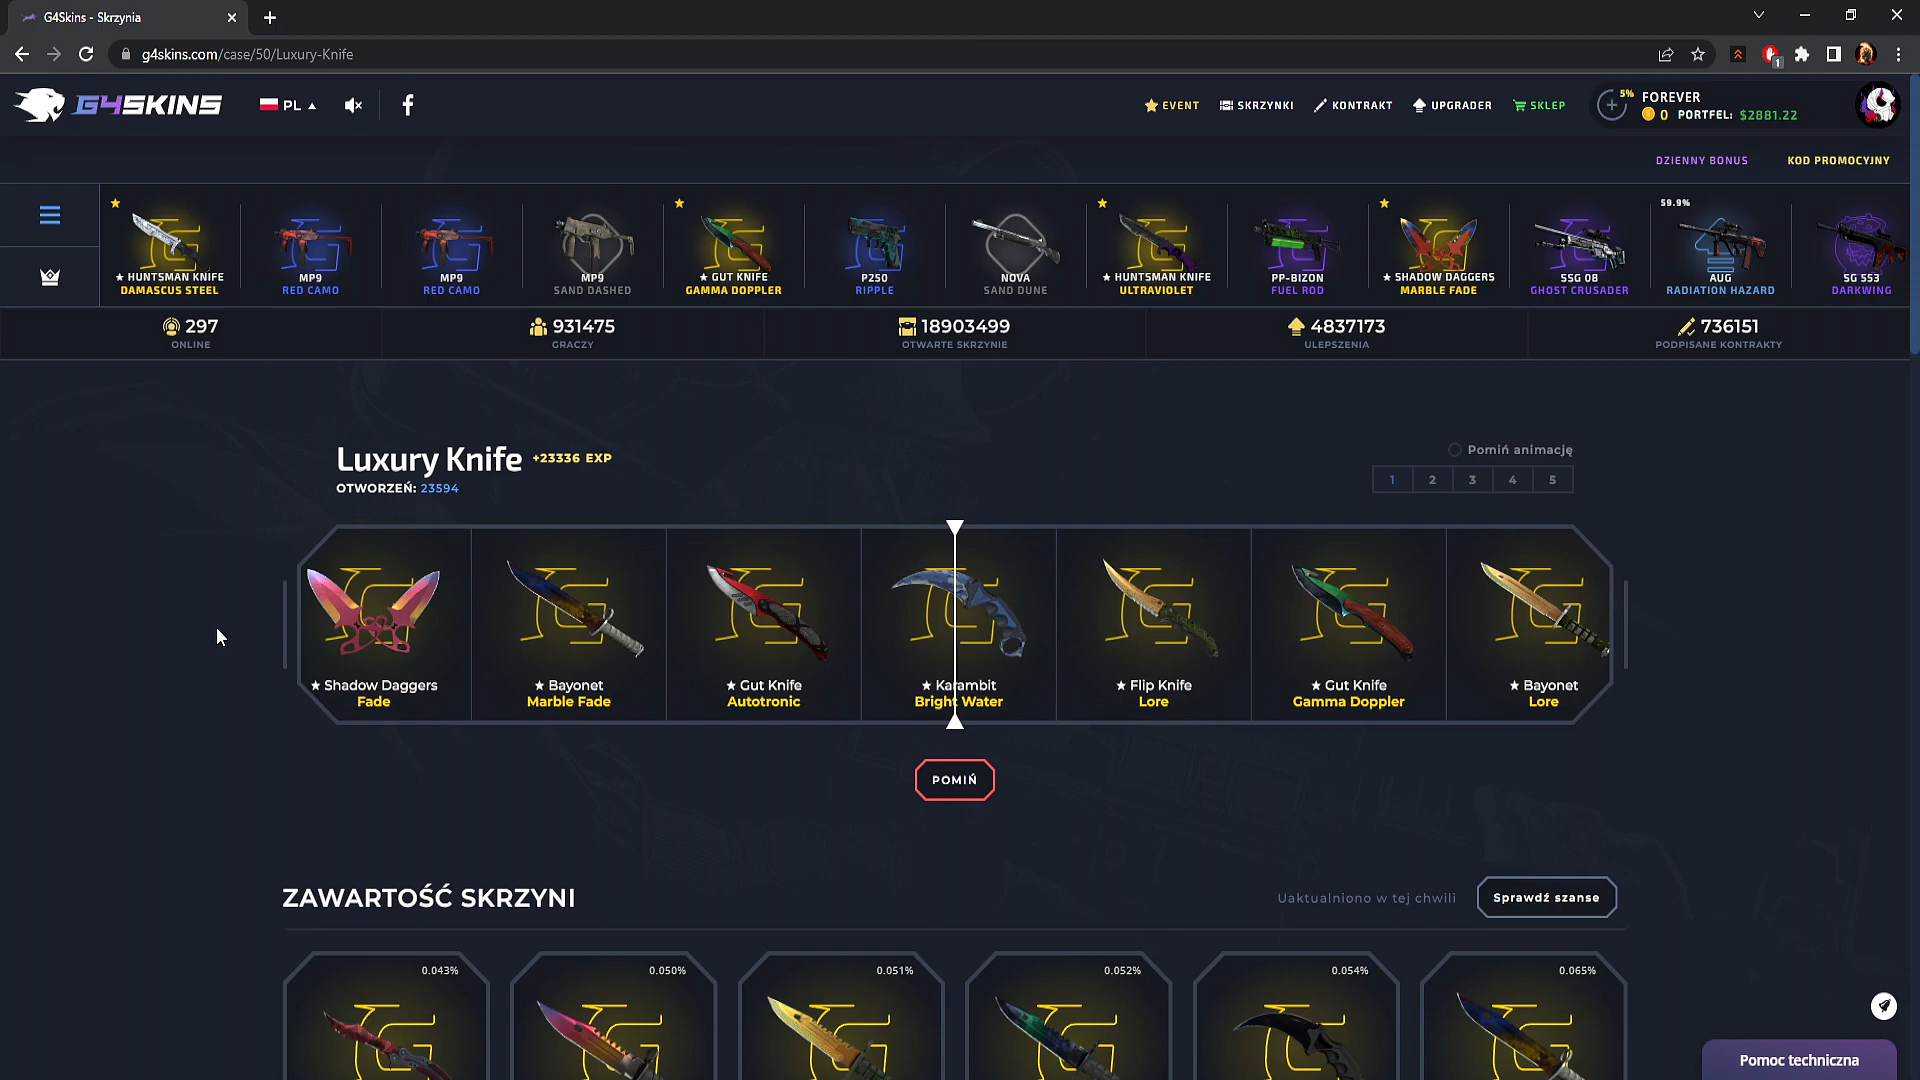 G4Skins - Skrzynia
g4skins.com/case/50/Luxury-Knife
1
G4SKINS
PL
EVENT
SKRZYNKI
KONTRAKT
UPGRADER
SKLEP
5%
FOREVER
0 PORTFEL: $2881.22
DZIENNY BONUS
KOD PROMOCYJNY
★ HUNTSMAN KNIFE
DAMASCUS STEEL
MP9
RED CAMO
MP9
RED CAMO
MP9
SAND DASHED
★ GUT KNIFE
GAMMA DOPPLER
P250
RIPPLE
NOVA
SAND DUNE
★ HUNTSMAN KNIFE
ULTRAVIOLET
PP-BIZON
FUEL ROD
★ SHADOW DAGGERS
MARBLE FADE
SSG 08
GHOST CRUSADER
59.9%
AUG
RADIATION HAZARD
SG 553
DARKWING
297
ONLINE
931475
GRACZY
18903499
OTWARTE SKRZYNIE
4837173
ULEPSZENIA
736151
PODPISANE KONTRAKTY
Luxury Knife +23336 EXP
OTWORZEŃ: 23594
Pomiń animację
1 2 3 4 5
★ Shadow Daggers
Fade
★ Bayonet
Marble Fade
★ Gut Knife
Autotronic
★ Karambit
Bright Water
★ Flip Knife
Lore
★ Gut Knife
Gamma Doppler
★ Bayonet
Lore
POMIŃ
ZAWARTOŚĆ SKRZYNI
Uaktualniono w tej chwili
Sprawdź szanse
0.043%
0.050%
0.051%
0.052%
0.054%
0.065%
Pomoc techniczna